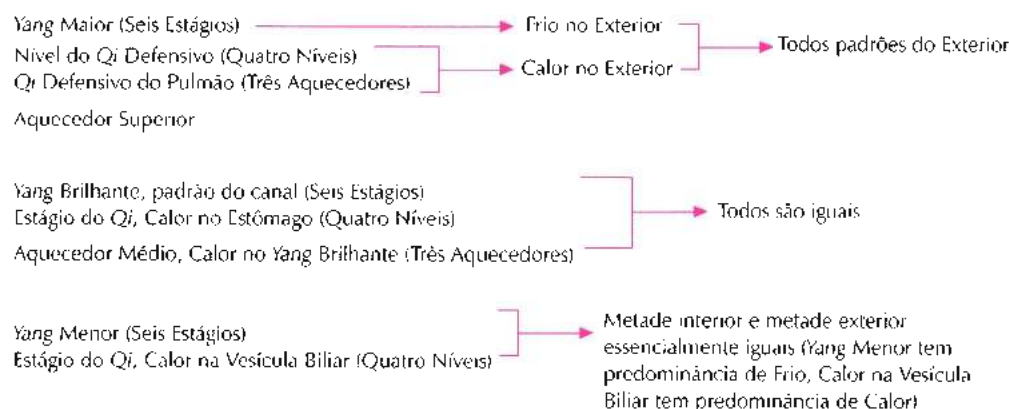 Yang Maior (Seis Estágios)
Frio no Exterior
Nível do Qi Defensivo (Quatro Níveis)
Todos padrões do Exterior
Calor no Exterior
Qi Defensivo do Pulmão (Três Aquecedores)
Aquecedor Superior
Yang Brilhante, padrão do canal (Seis Estágios)
Estágio do Qi, Calor no Estômago (Quatro Níveis)
Todos são iguais
Aquecedor Médio, Calor no Yang Brilhante (Três Aquecedores)
Yang Menor (Seis Estágios)
Estágio do Qi, Calor na Vesícula Biliar (Quatro Níveis)
Metade interior e metade exterior
essencialmente iguais (Yang Menor tem
predominância de Frio, Calor na Vesícula
Biliar tem predominância de Calor)